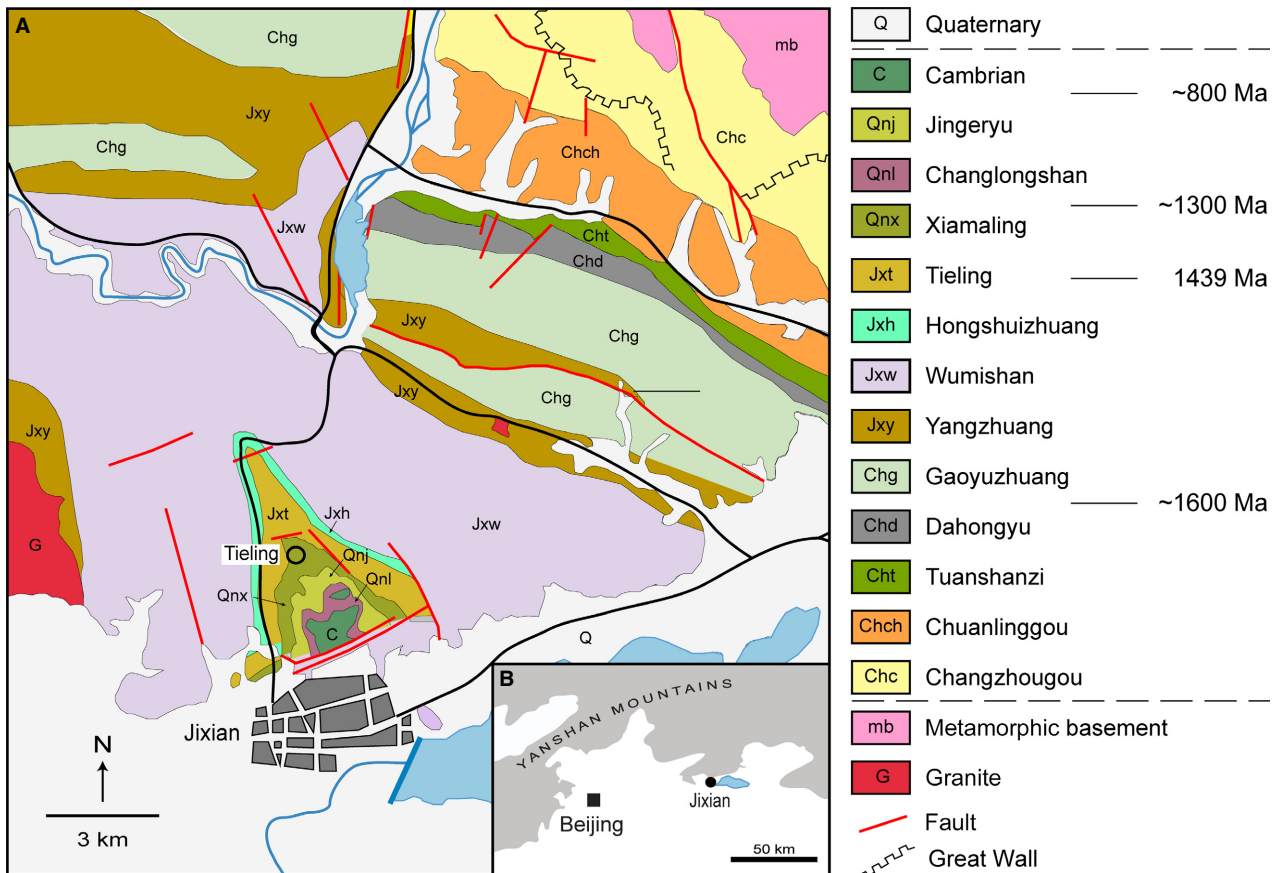 A
Chg
mb
Jxy
Chg
Chc
Chch
Jxw
Cht
Chd
Jxy
Chg
Jxy
Chg
Jxy
G
Jxt
Jxh
Jxw
Tieling
Qnj
Qnl
Qnx
C
Q
Jixian
N
3 km
B
YANSHAN MOUNTAINS
Jixian
Beijing
50 km
Q Quaternary
C Cambrian
~800 Ma
Qnj Jingeryu
Qnl Changlongshan
~1300 Ma
Qnx Xiamaling
Jxt Tieling 1439 Ma
Jxh Hongshuizhuang
Jxw Wumishan
Jxy Yangzhuang
Chg Gaoyuzhuang
~1600 Ma
Chd Dahongyu
Cht Tuanshanzi
Chch Chuanlinggou
Chc Changzhougou
mb Metamorphic basement
G Granite
Fault
Great Wall